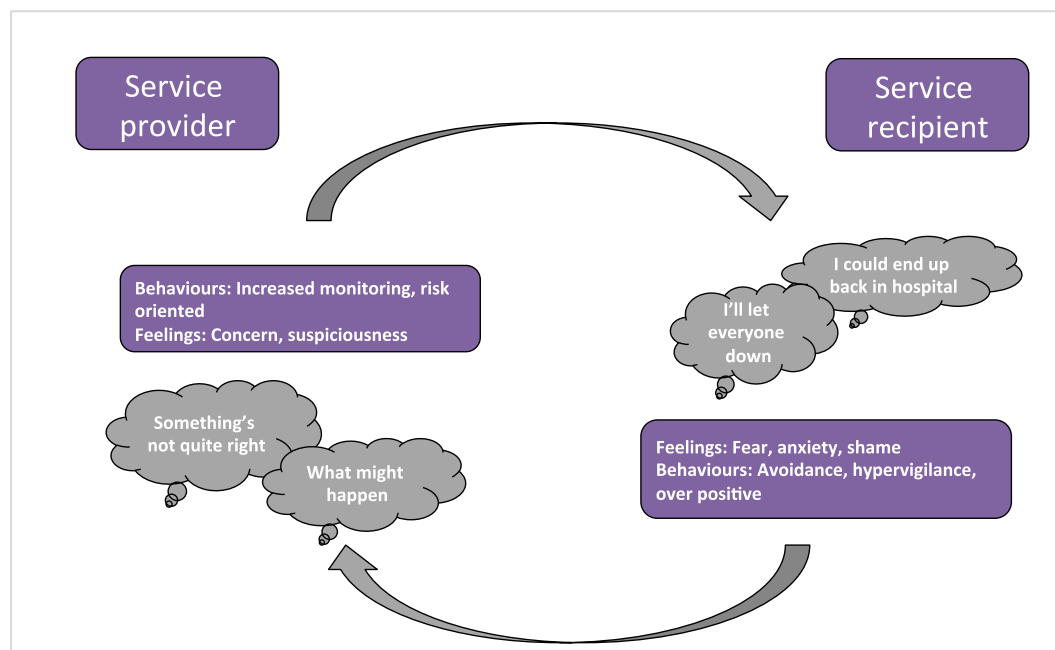 Service
provider
Service
recipient
Behaviours: Increased monitoring, risk
oriented
Feelings: Concern, suspiciousness
I could end up
back in hospital
I’ll let
everyone
down
Something’s
not quite right
What might
happen
Feelings: Fear, anxiety, shame
Behaviours: Avoidance, hypervigilance,
over positive